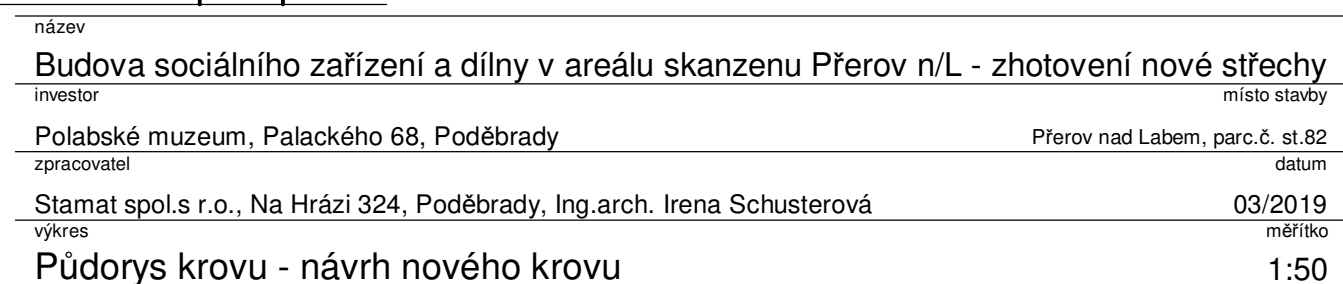 název
Budova sociálního zařízení a dílny v areálu skanzenu Přerov n/L - zhotovení nové střechy
investor místo stavby
Polabské muzeum, Palackého 68, Poděbrady Přerov nad Labem, parc.č. st.82
zpracovatel datum
Stamat spol.s r.o., Na Hrázi 324, Poděbrady, Ing.arch. Irena Schusterová 03/2019
výkres měřítko
Půdorys krovu - návrh nového krovu 1:50